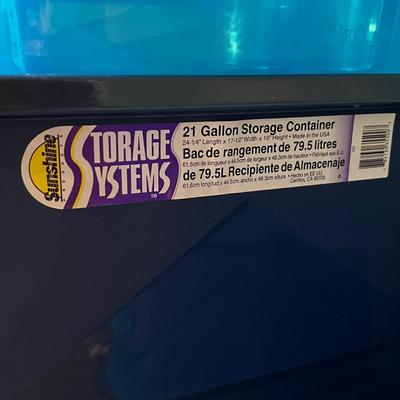 Sunshine
PRODUCTS
STORAGE
SYSTEMS™
21 Gallon Storage Container
24-1/4" Length x 17-1/2" Width x 16" Height • Made in the USA
Bac de rangement de 79.5 litres
61.6cm de longueur x 44.5cm de largeur x 48.3cm de hauteur • Fabriqué aux E.U.
de 79.5L Recipiente de Almacenaje
61.6cm longitud x 44.5cm ancho x 48.3cm altura • Hecho en EE UU.
Cerritos, CA 90703